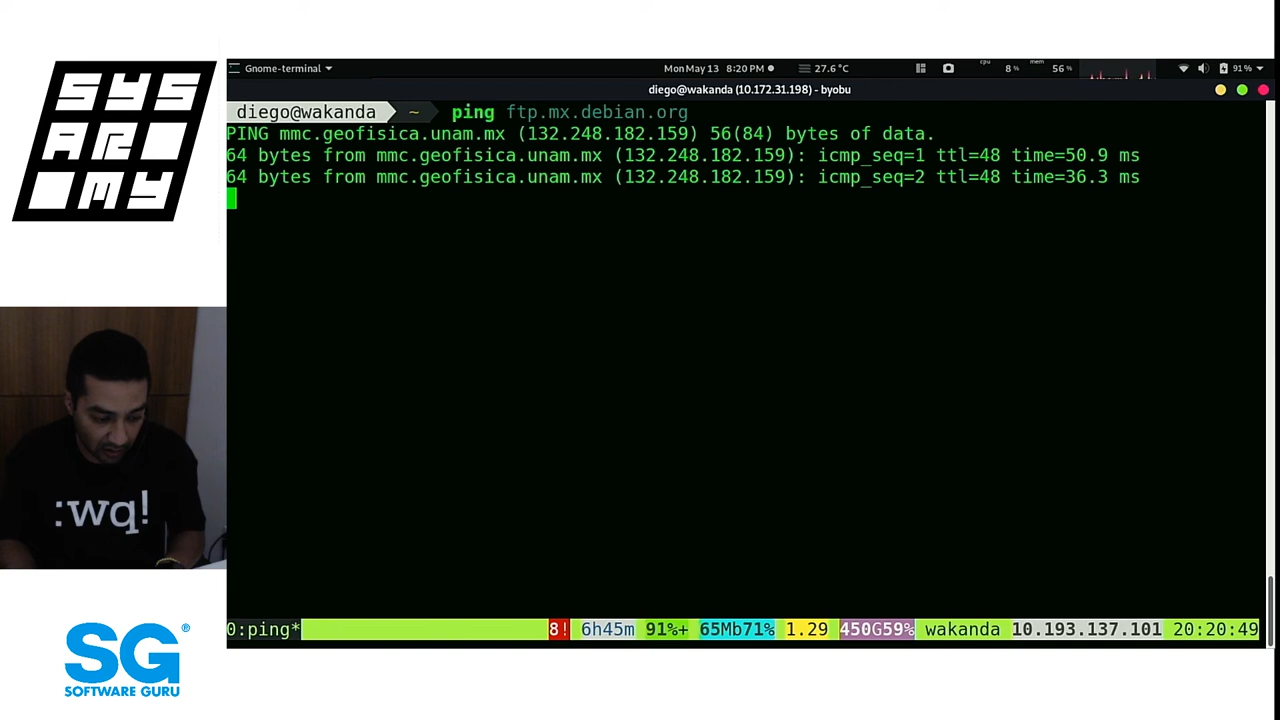 SYS
AR
MY
Gnome-terminal
Mon May 13 8:20 PM
27.6°C
cpu
8%
mem
56%
91%
diego@wakanda (10.172.31.198) - byobu
diego@wakanda ~ ping ftp.mx.debian.org
PING mmc.geofisica.unam.mx (132.248.182.159) 56(84) bytes of data.
64 bytes from mmc.geofisica.unam.mx (132.248.182.159): icmp_seq=1 ttl=48 time=50.9 ms
64 bytes from mmc.geofisica.unam.mx (132.248.182.159): icmp_seq=2 ttl=48 time=36.3 ms
:wq!
0:ping* 8! 6h45m 91%+ 65Mb71% 1.29 450G59% wakanda 10.193.137.101 20:20:49
SG®
SOFTWARE GURU